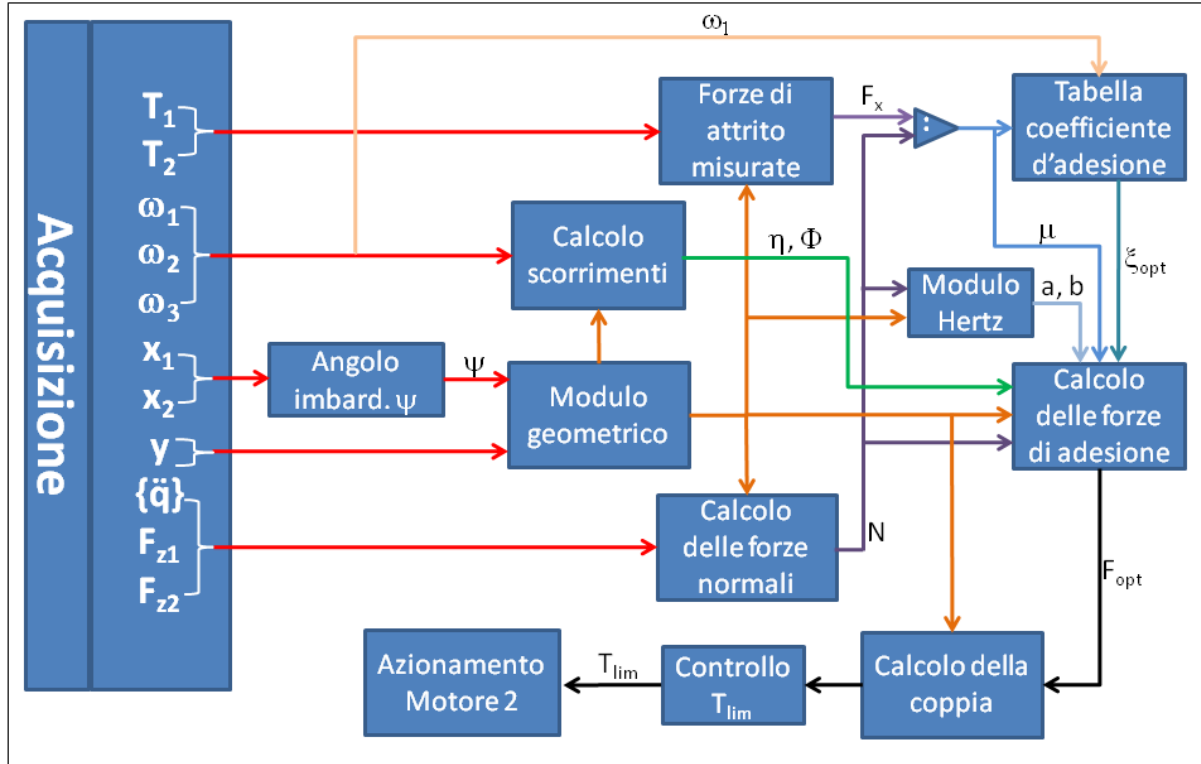 Acquisizione
T1
T2
ω1
ω2
ω3
x1
x2
y
{q̈}
Fz1
Fz2
ω1
Forze di
attrito
misurate
Fx
:
Tabella
coefficiente
d'adesione
Calcolo
scorrimenti
η, Φ
μ
ξopt
Modulo
Hertz
a, b
Angolo
imbard. ψ
Ψ
Modulo
geometrico
Calcolo
delle forze
di adesione
Calcolo
delle forze
normali
N
Fopt
Azionamento
Motore 2
Tlim
Controllo
Tlim
Calcolo della
coppia